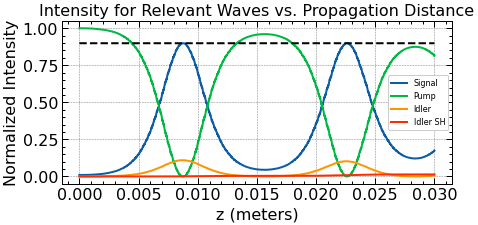 Intensity for Relevant Waves vs. Propagation Distance
Normalized Intensity
1.00
0.75
0.50
0.25
0.00
Signal
Pump
Idler
Idler SH
0.000 0.005 0.010 0.015 0.020 0.025 0.030
z (meters)